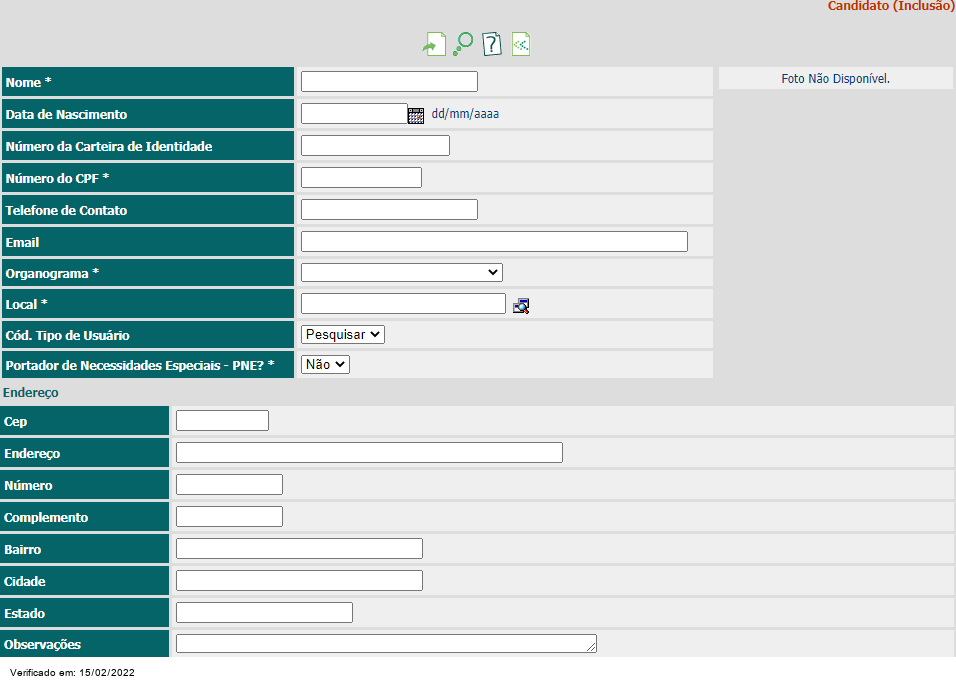 Candidato (Inclusão)
Nome *
Foto Não Disponível.
Data de Nascimento dd/mm/aaaa
Número da Carteira de Identidade
Número do CPF *
Telefone de Contato
Email
Organograma *
Local *
Cód. Tipo de Usuário Pesquisar
Portador de Necessidades Especiais - PNE? * Não
Endereço
Cep
Endereço
Número
Complemento
Bairro
Cidade
Estado
Observações
Verificado em: 15/02/2022